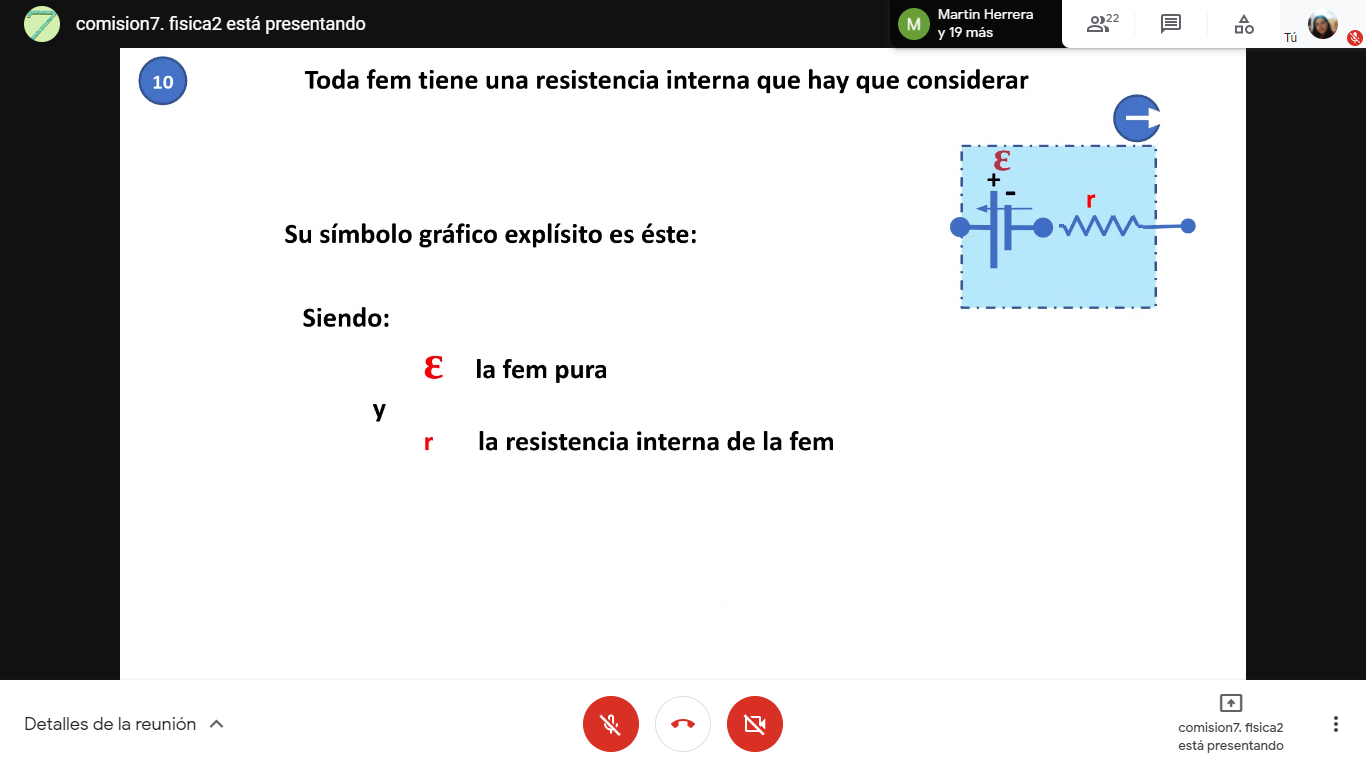 comision7. fisica2 está presentando
M
Martin Herrera
y 19 más
22
Tú
10
Toda fem tiene una resistencia interna que hay que considerar
ε
+
-
r
Su símbolo gráfico explísito es éste:
Siendo:
ε la fem pura
y
r la resistencia interna de la fem
Detalles de la reunión
comision7. fisica2
está presentando